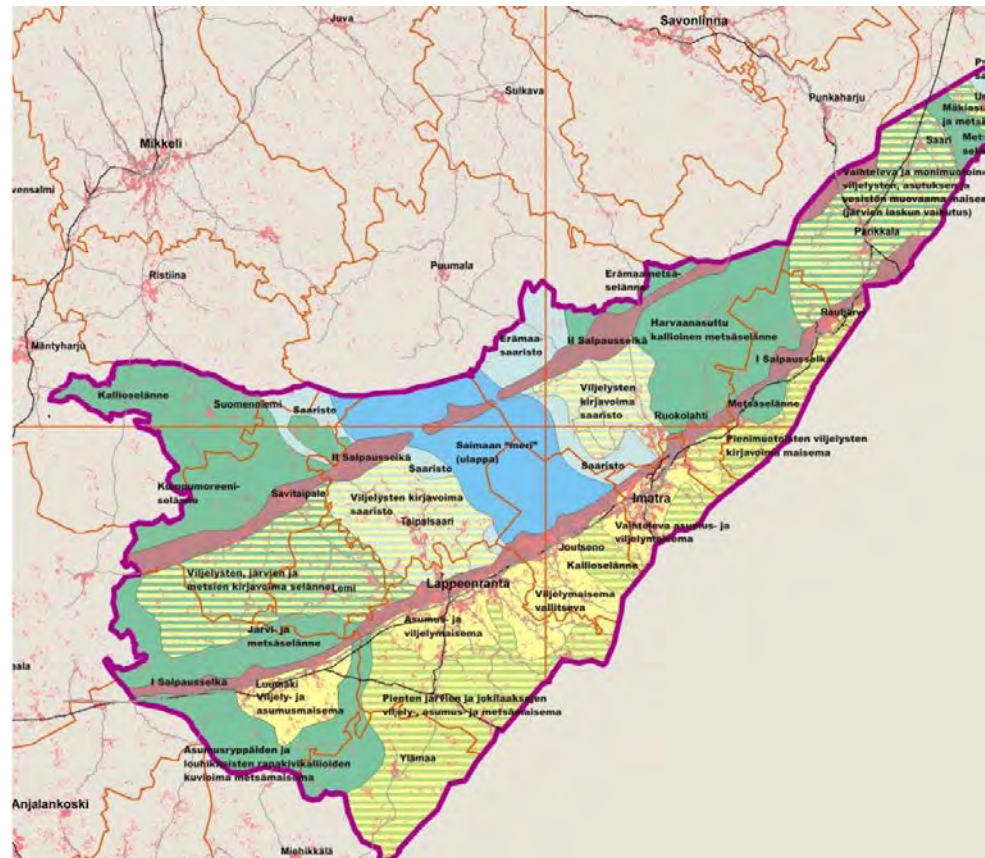 Juva
Savonlinna
Sulkava
Punkaharju
Mikkeli
Mäkiasu
ja metsä
Saari
Vaihteleva ja monimuotoine
viljelysten, asutuksen ja
vesistön muovaama maisema
(järvien laskun vaikutus)
Parikkala
Ristiina
Puumala
Erämaametsä-
selänne
Rautjärvi
Mäntyharju
Erämaa-
saaristo
II Salpausselkä
Harvaanasuttu
kallioinen metsäselänne
I Salpausselkä
Kallioselänne
Suomenniemi
Saaristo
Viljelysten
kirjavoima
saaristo
Ruokolahti
Metsäselänne
Saimaan "meri"
(ulappa)
Pienimuotoisten viljelysten
kirjavoima maisema
II Salpausselkä
Saaristo
Saaristo
Kumpumoreeni-
selänne
Savitaipale
Viljelysten kirjavoima
saaristo
Taipalsaari
Imatra
Vaihteleva asumus- ja
viljelymaisema
Joutseno
Kallioselänne
Viljelysten, järvien ja
metsien kirjavoima selänne
Lemi
Lappeenranta
Viljelymaisema
vallitseva
Asumus- ja
viljelymaisema
Järvi- ja
metsäselänne
I Salpausselkä
Luumäki
Viljely- ja
asumusmaisema
Pienten järvien ja jokilaaksojen
viljely-, asumus- ja metsämaisema
Asumusryppäiden ja
louhikkoisten rapakivikallioiden
kuvioima metsämaisema
Ylämaa
Anjalankoski
Miehikkälä